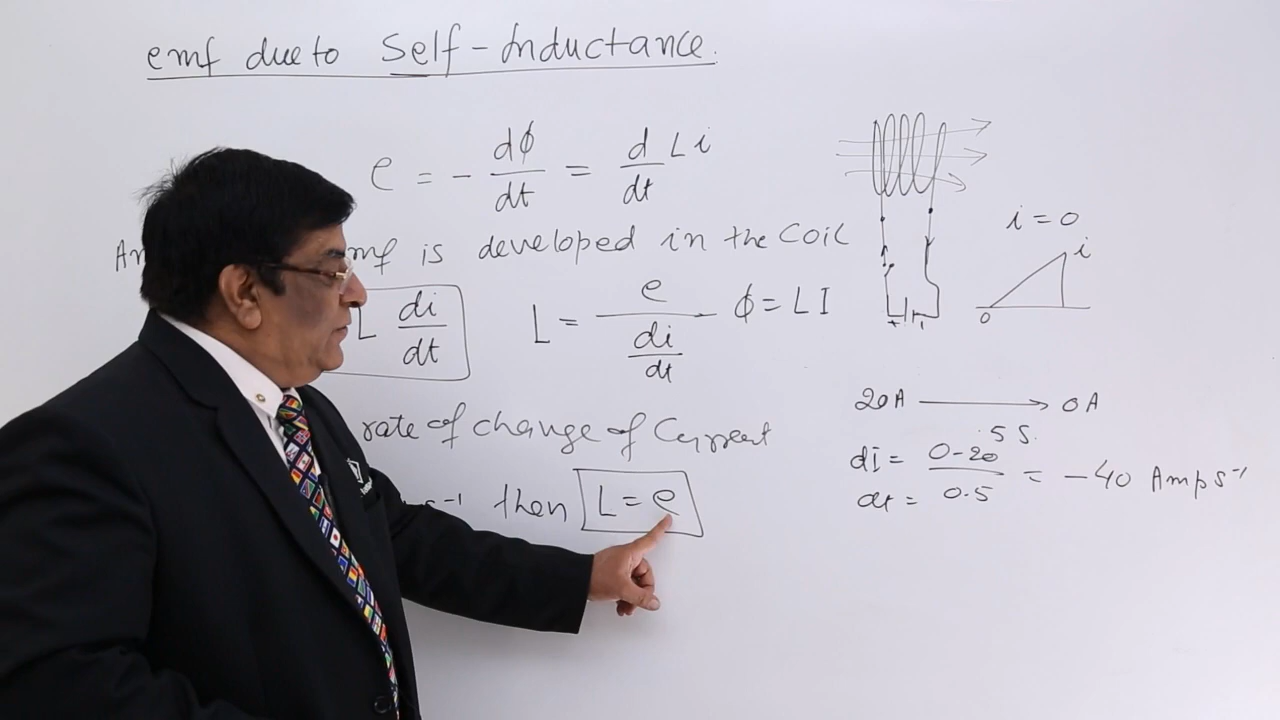 emf due to Self-Inductance.
e = - dϕ/dt = d/dt Li
emf is developed in the coil
L di/dt
L = e/(di/dt)
ϕ = LI
rate of change of Current
s⁻¹ then L = e
i = 0
i
0
+ -
20A → 0A
.5 S.
dI = 0-20
dt = 0.5
= -40 Amp s⁻¹